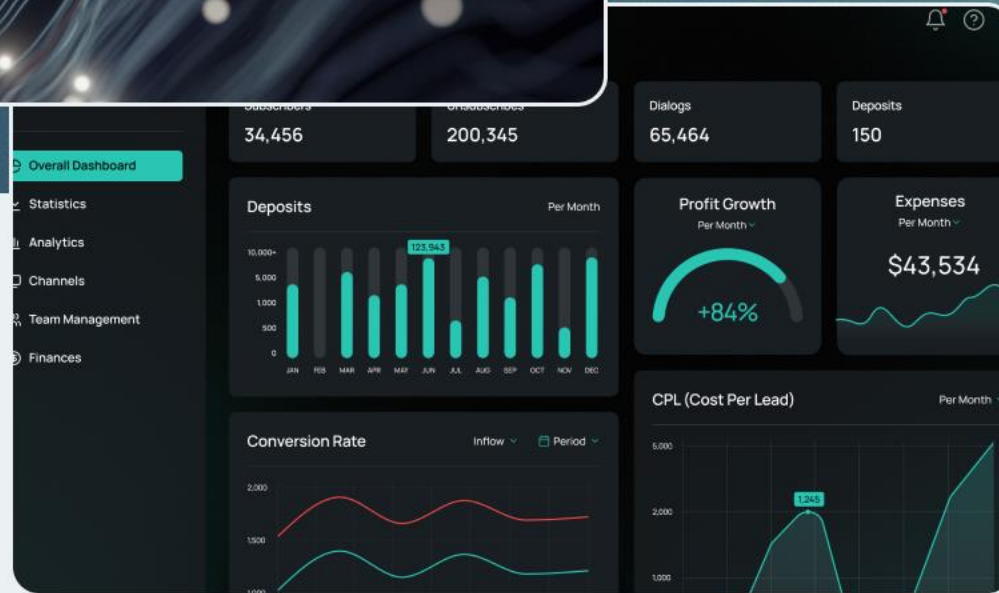 Subscribers
Unsubscribes
Dialogs
Deposits
34,456
200,345
65,464
150
Overall Dashboard
Statistics
Analytics
Channels
Team Management
Finances
Deposits
Per Month
123,943
10,000+
5,000
1,000
500
0
JAN FEB MAR APR MAY JUN JUL AUG SEP OCT NOV DEC
Profit Growth
Per Month
+84%
Expenses
Per Month
$43,534
Conversion Rate
Inflow
Period
2,000
1,500
1,000
CPL (Cost Per Lead)
Per Month
5,000
1,245
2,000
1,000